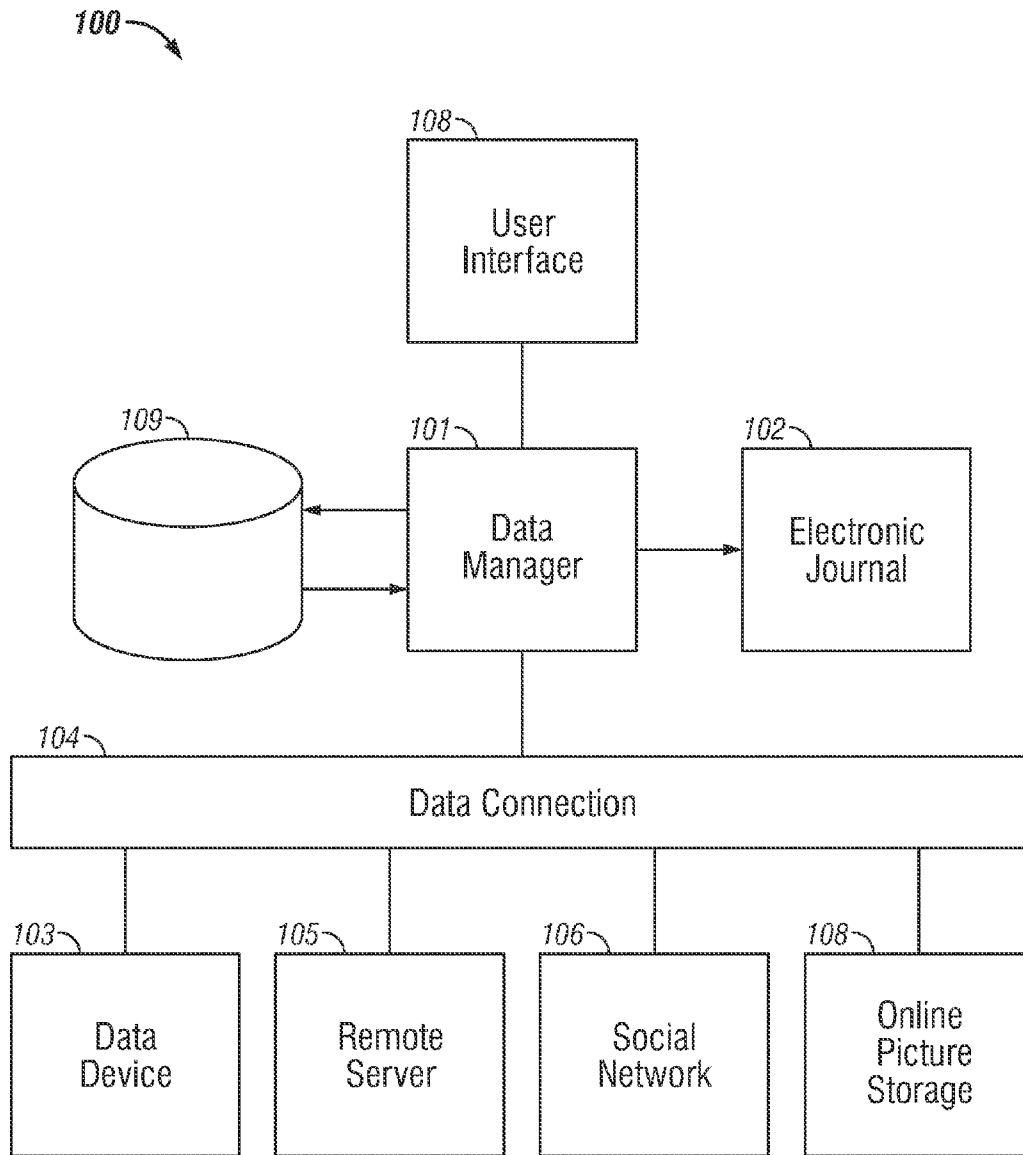 100
108
User
Interface
109
101
102
Data
Manager
Electronic
Journal
104
Data Connection
103
105
106
108
Data
Device
Remote
Server
Social
Network
Online
Picture
Storage